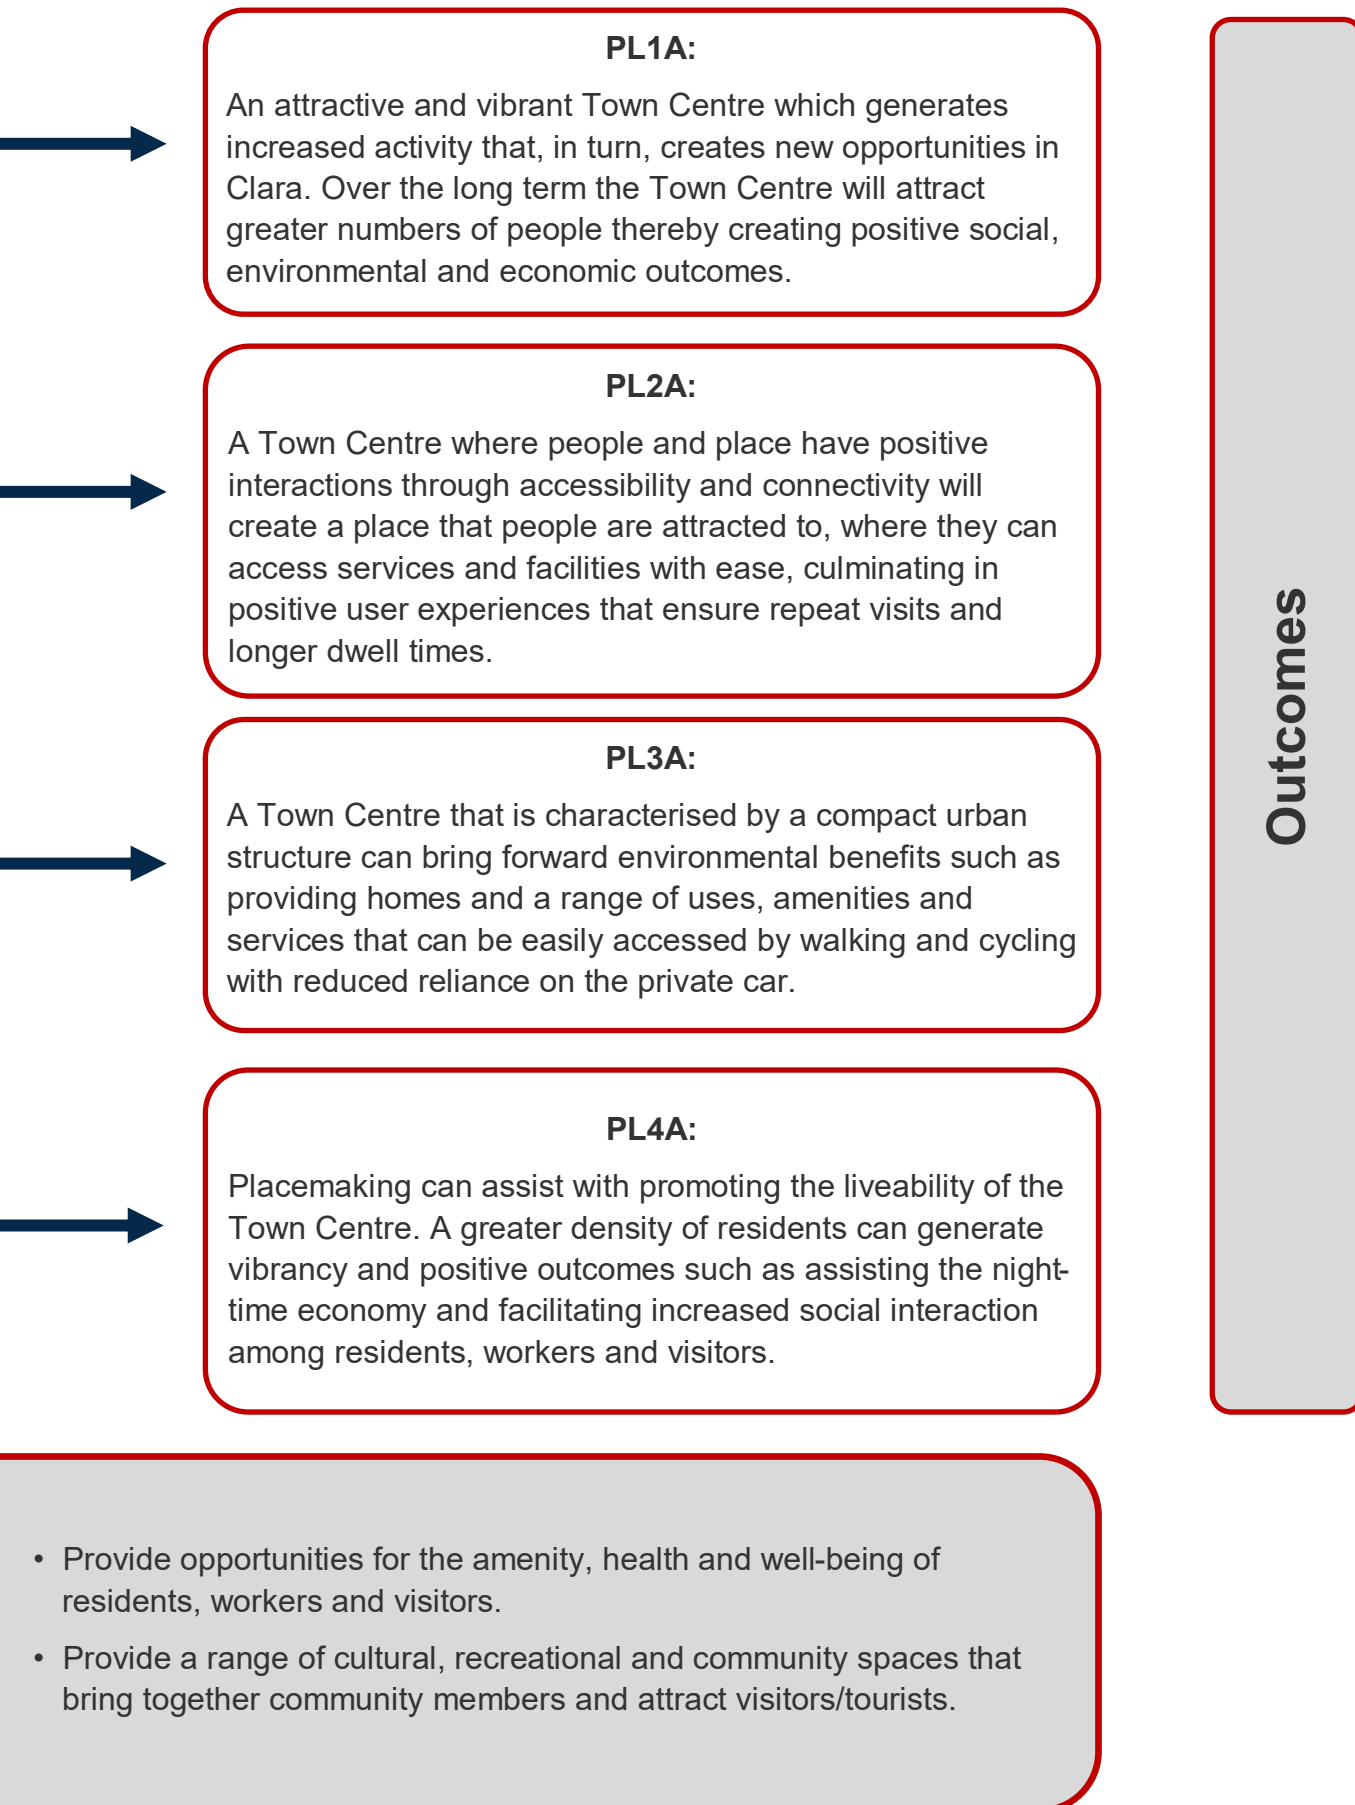 PL1A:
An attractive and vibrant Town Centre which generates
increased activity that, in turn, creates new opportunities in
Clara. Over the long term the Town Centre will attract
greater numbers of people thereby creating positive social,
environmental and economic outcomes.
PL2A:
A Town Centre where people and place have positive
interactions through accessibility and connectivity will
create a place that people are attracted to, where they can
access services and facilities with ease, culminating in
positive user experiences that ensure repeat visits and
longer dwell times.
PL3A:
A Town Centre that is characterised by a compact urban
structure can bring forward environmental benefits such as
providing homes and a range of uses, amenities and
services that can be easily accessed by walking and cycling
with reduced reliance on the private car.
PL4A:
Placemaking can assist with promoting the liveability of the
Town Centre. A greater density of residents can generate
vibrancy and positive outcomes such as assisting the night-
time economy and facilitating increased social interaction
among residents, workers and visitors.
Outcomes
• Provide opportunities for the amenity, health and well-being of
residents, workers and visitors.
• Provide a range of cultural, recreational and community spaces that
bring together community members and attract visitors/tourists.